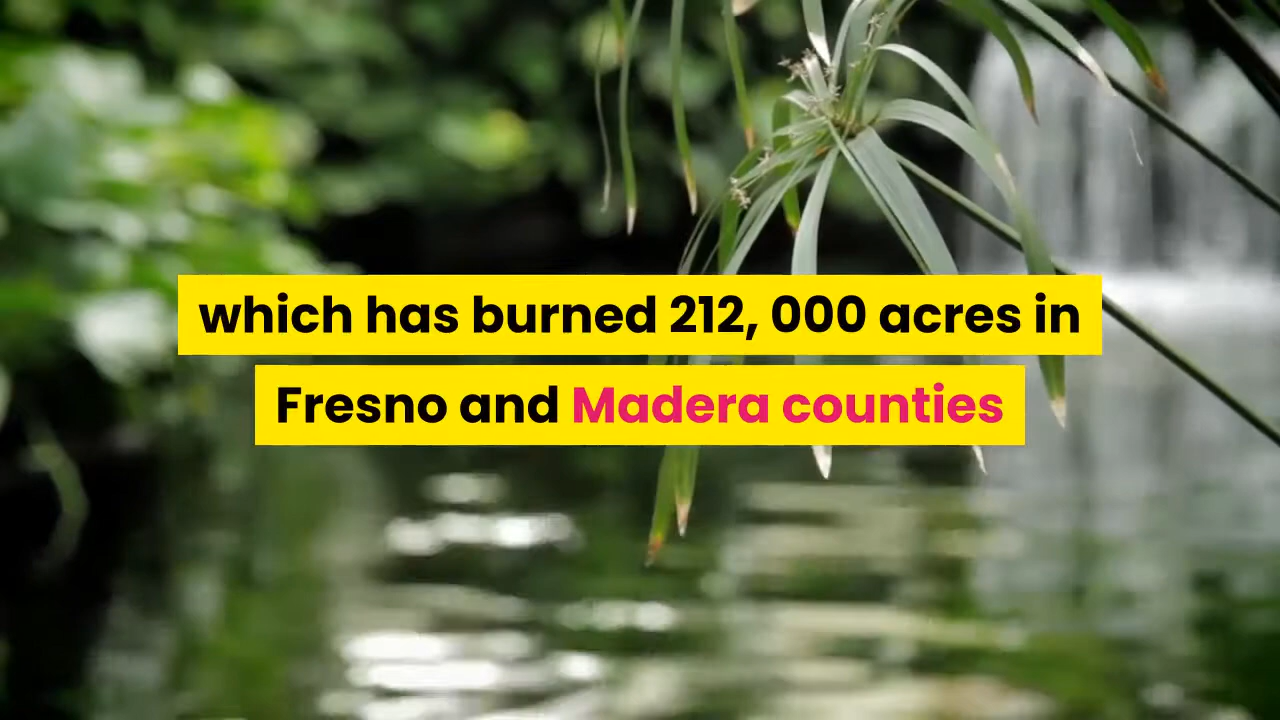 which has burned 212, 000 acres in
Fresno and Madera counties